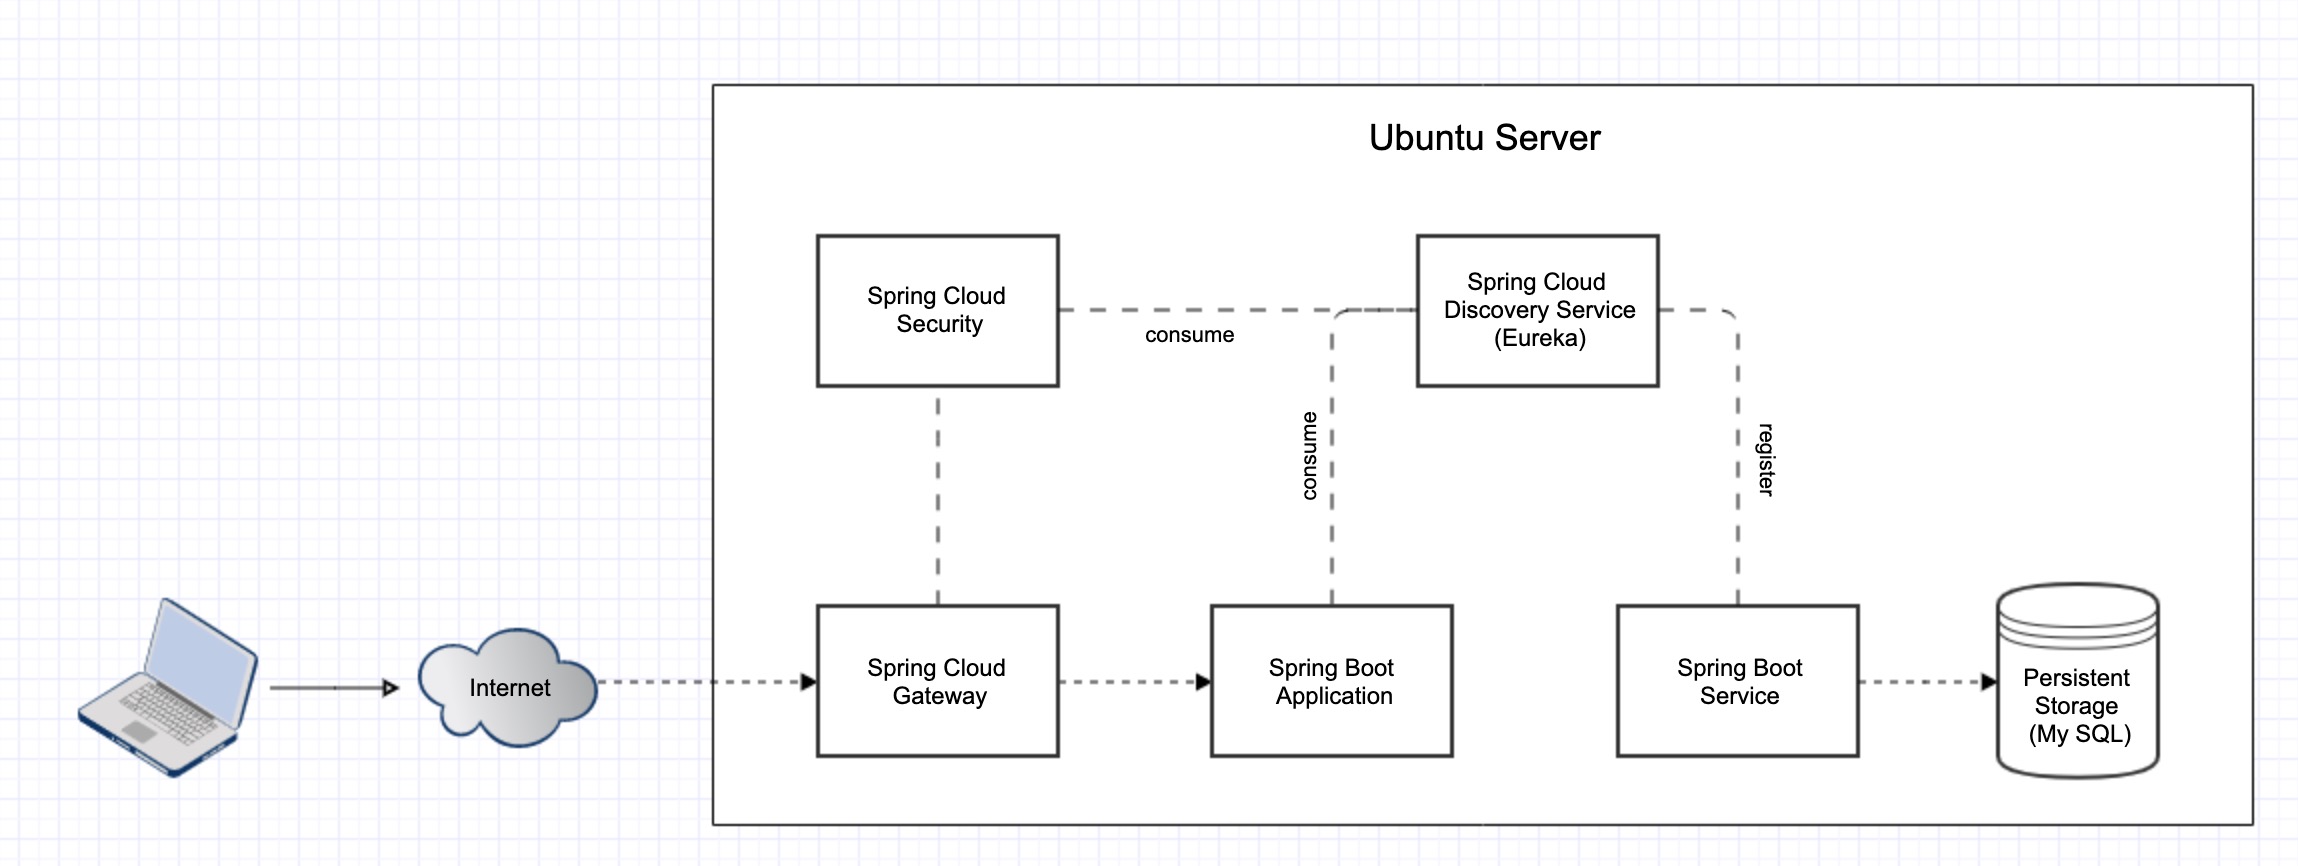 Ubuntu Server
Spring Cloud
Security
consume
Spring Cloud
Discovery Service
(Eureka)
consume
register
Internet
Spring Cloud
Gateway
Spring Boot
Application
Spring Boot
Service
Persistent
Storage
(My SQL)